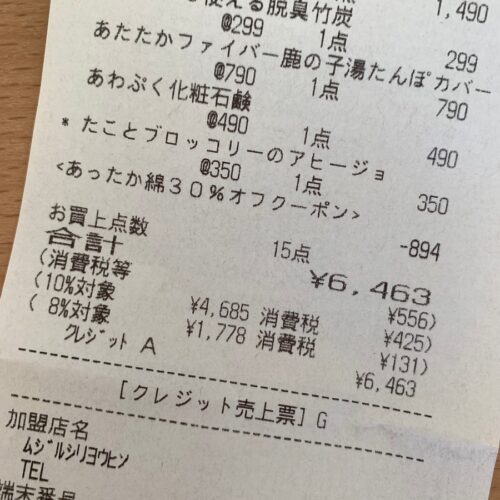 使える脱臭竹炭
1,490
@299 1点 299
あたたかファイバー鹿の子湯たんぽカバー
@790 1点 790
あわぷく化粧石鹸
@490 1点 490
* たことブロッコリーのアヒージョ
@350 1点 350
<あったか綿30%オフクーポン>
-894
お買上点数 15点
合計 ¥6,463
(消費税等 ¥556)
(10%対象 ¥4,685 消費税 ¥425)
( 8%対象 ¥1,778 消費税 ¥131)
クレジット A ¥6,463
[クレジット売上票]G
加盟店名
ムジルシリヨウヒン
TEL
端末番号